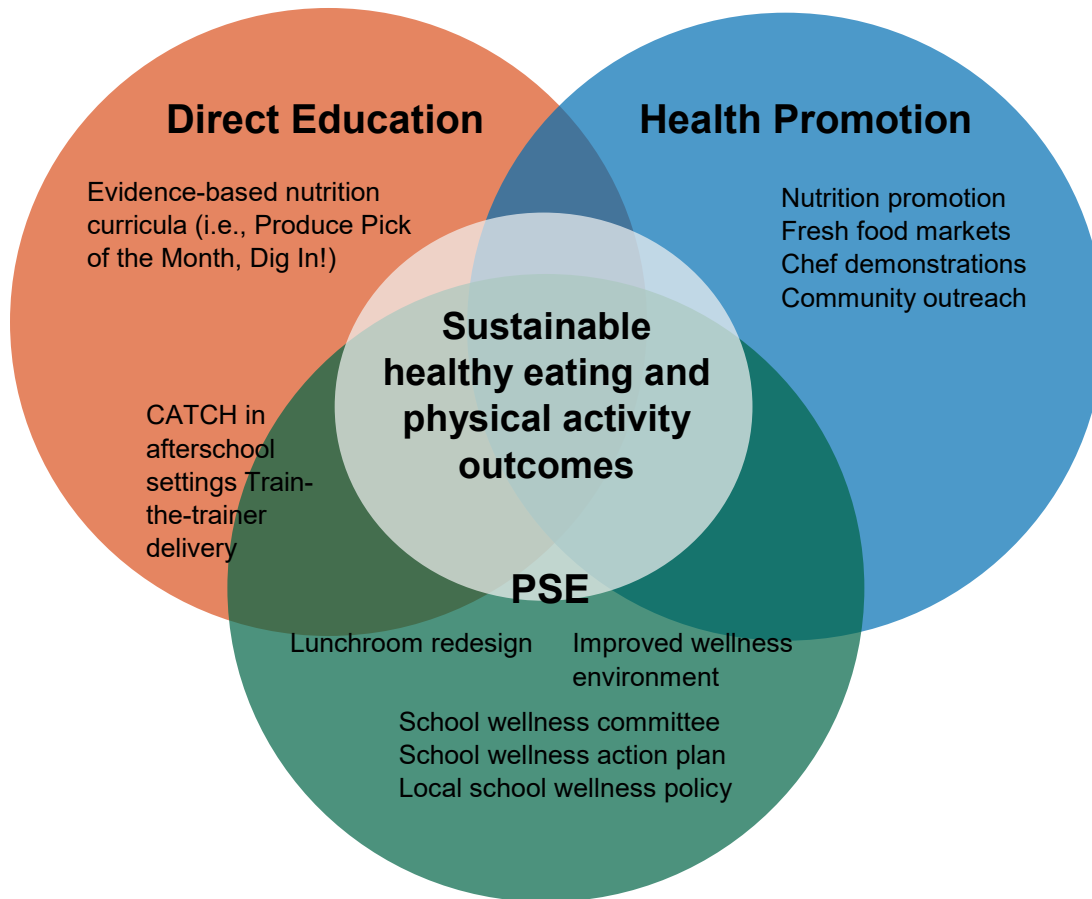 Direct Education
Evidence-based nutrition
curricula (i.e., Produce Pick
of the Month, Dig In!)
CATCH in
afterschool
settings Train-
the-trainer
delivery
Health Promotion
Nutrition promotion
Fresh food markets
Chef demonstrations
Community outreach
Sustainable
healthy eating and
physical activity
outcomes
PSE
Lunchroom redesign
Improved wellness
environment
School wellness committee
School wellness action plan
Local school wellness policy